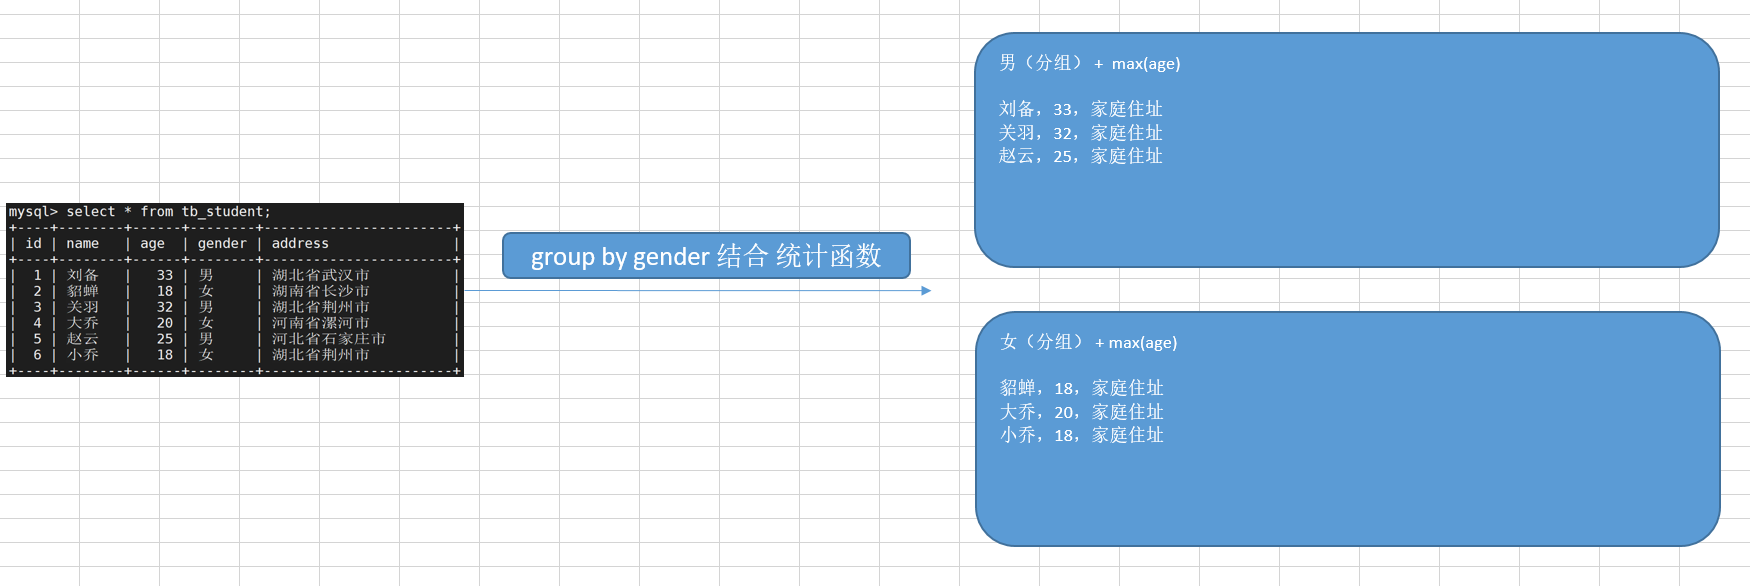 mysql> select * from tb_student;
+----+--------+------+--------+-----------------------+
| id | name | age | gender | address |
+----+--------+------+--------+-----------------------+
| 1 | 刘备 | 33 | 男 | 湖北省武汉市 |
| 2 | 貂蝉 | 18 | 女 | 湖南省长沙市 |
| 3 | 关羽 | 32 | 男 | 湖北省荆州市 |
| 4 | 大乔 | 20 | 女 | 河南省漯河市 |
| 5 | 赵云 | 25 | 男 | 河北省石家庄市 |
| 6 | 小乔 | 18 | 女 | 湖北省荆州市 |
+----+--------+------+--------+-----------------------+
group by gender 结合 统计函数
男（分组） + max(age)
刘备，33，家庭住址
关羽，32，家庭住址
赵云，25，家庭住址
女（分组） + max(age)
貂蝉，18，家庭住址
大乔，20，家庭住址
小乔，18，家庭住址